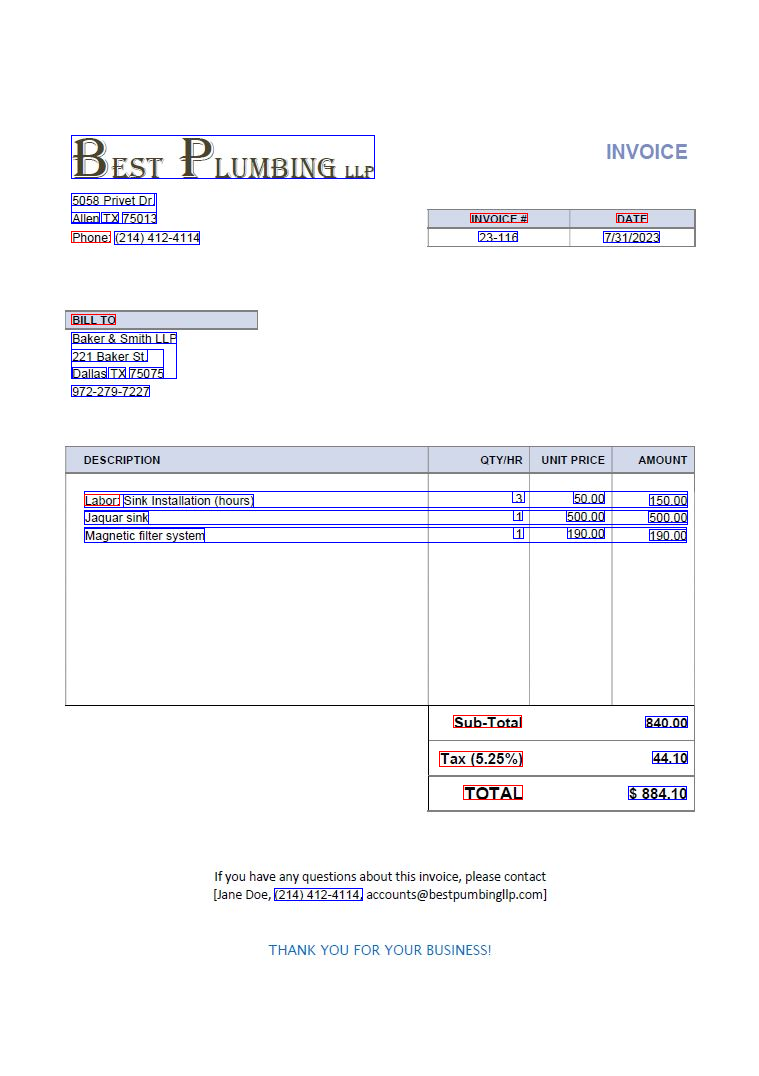 BEST PLUMBING LLP
INVOICE
5058 Privet Dr.
Allen TX 75013
INVOICE # DATE
Phone: (214) 412-4114
23-116 7/31/2023
BILL TO
Baker & Smith LLP
221 Baker St.
Dallas TX 75075
972-279-7227
DESCRIPTION QTY/HR UNIT PRICE AMOUNT
Labor: Sink Installation (hours) 3 50.00 150.00
Jaquar sink 1 500.00 500.00
Magnetic filter system 1 190.00 190.00
Sub-Total 840.00
Tax (5.25%) 44.10
TOTAL $ 884.10
If you have any questions about this invoice, please contact
[Jane Doe, (214) 412-4114, accounts@bestpumbingllp.com]
THANK YOU FOR YOUR BUSINESS!